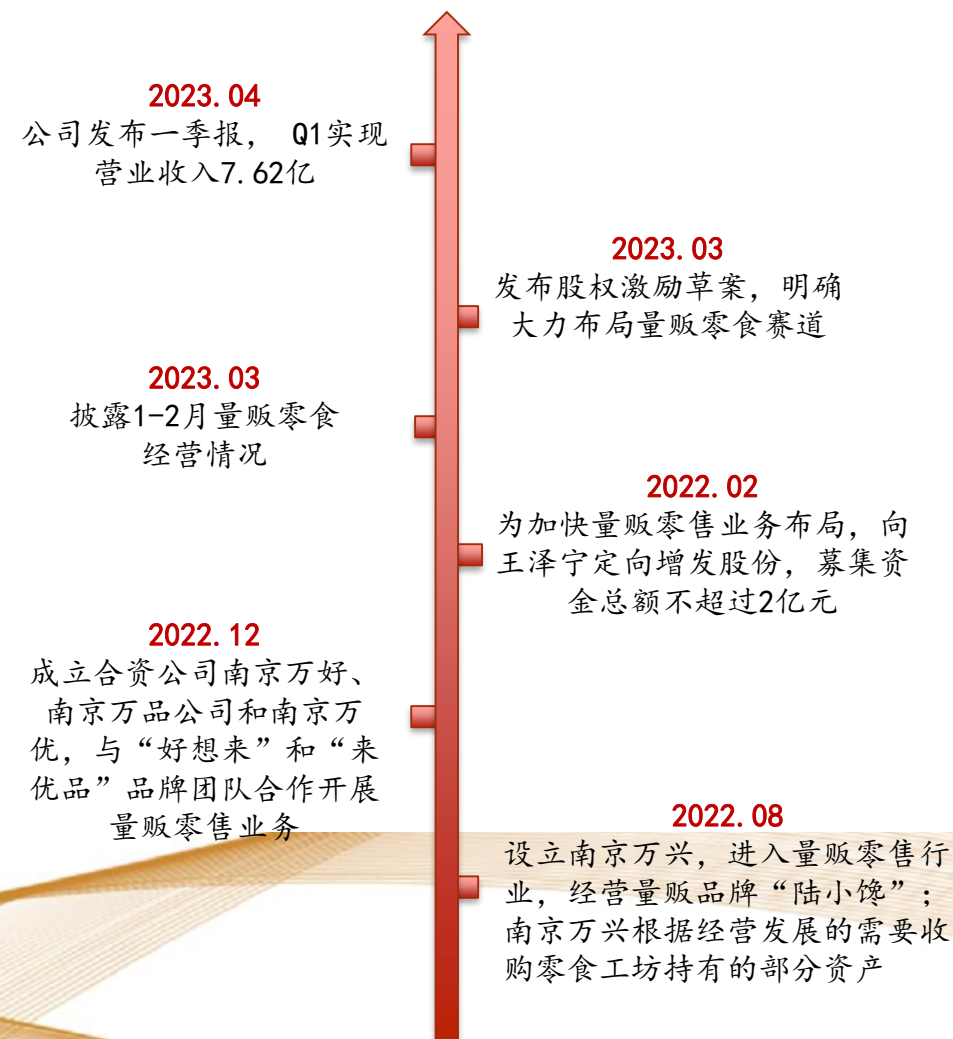 2023.04
公司发布一季报， Q1实现
营业收入7.62亿
2023.03
发布股权激励草案，明确
大力布局量贩零食赛道
2023.03
披露1-2月量贩零食
经营情况
2022.02
为加快量贩零售业务布局，向
王泽宁定向增发股份，募集资
金总额不超过2亿元
2022.12
成立合资公司南京万好、
南京万品公司和南京万
优，与“好想来”和“来
优品”品牌团队合作开展
量贩零售业务
2022.08
设立南京万兴，进入量贩零售行
业，经营量贩品牌“陆小馋”；
南京万兴根据经营发展的需要收
购零食工坊持有的部分资产